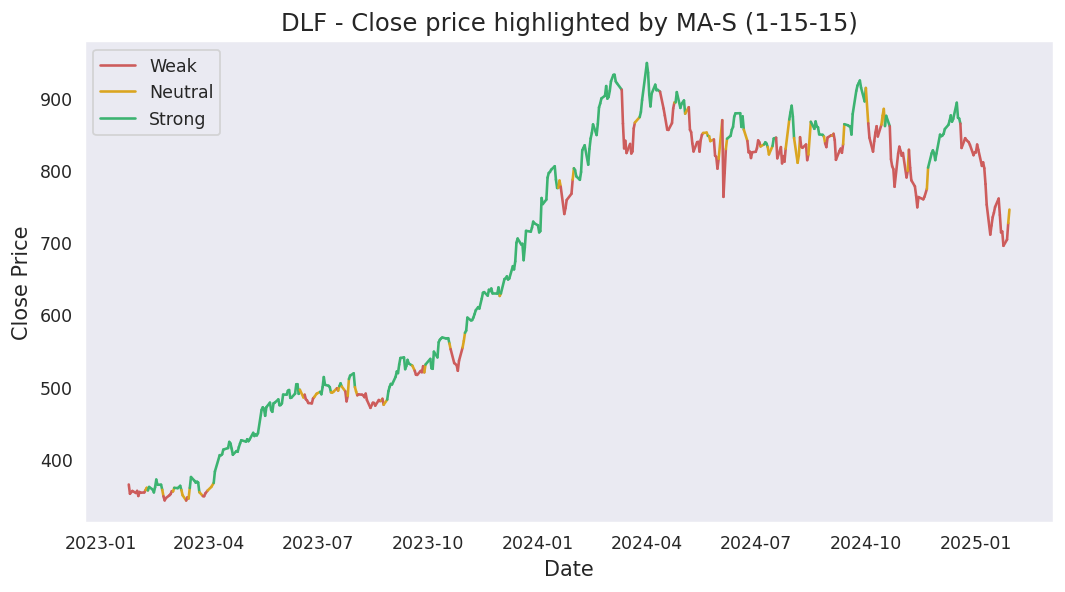 DLF - Close price highlighted by MA-S (1-15-15)
Weak
Neutral
Strong
Close Price
900
800
700
600
500
400
2023-01 2023-04 2023-07 2023-10 2024-01 2024-04 2024-07 2024-10 2025-01
Date